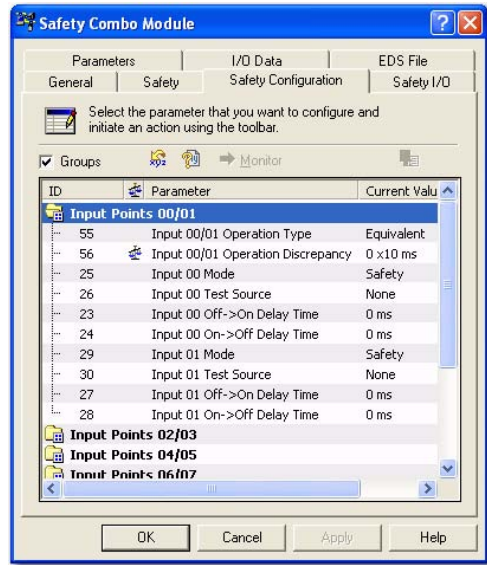 Safety Combo Module
Parameters I/O Data EDS File
General Safety Safety Configuration Safety I/O
Select the parameter that you want to configure and
initiate an action using the toolbar.
Groups xyz Monitor
ID Parameter Current Valu
Input Points 00/01
55 Input 00/01 Operation Type Equivalent
56 Input 00/01 Operation Discrepancy 0 x10 ms
25 Input 00 Mode Safety
26 Input 00 Test Source None
23 Input 00 Off->On Delay Time 0 ms
24 Input 00 On->Off Delay Time 0 ms
29 Input 01 Mode Safety
30 Input 01 Test Source None
27 Input 01 Off->On Delay Time 0 ms
28 Input 01 On->Off Delay Time 0 ms
Input Points 02/03
Input Points 04/05
Input Points 06/07
OK Cancel Apply Help